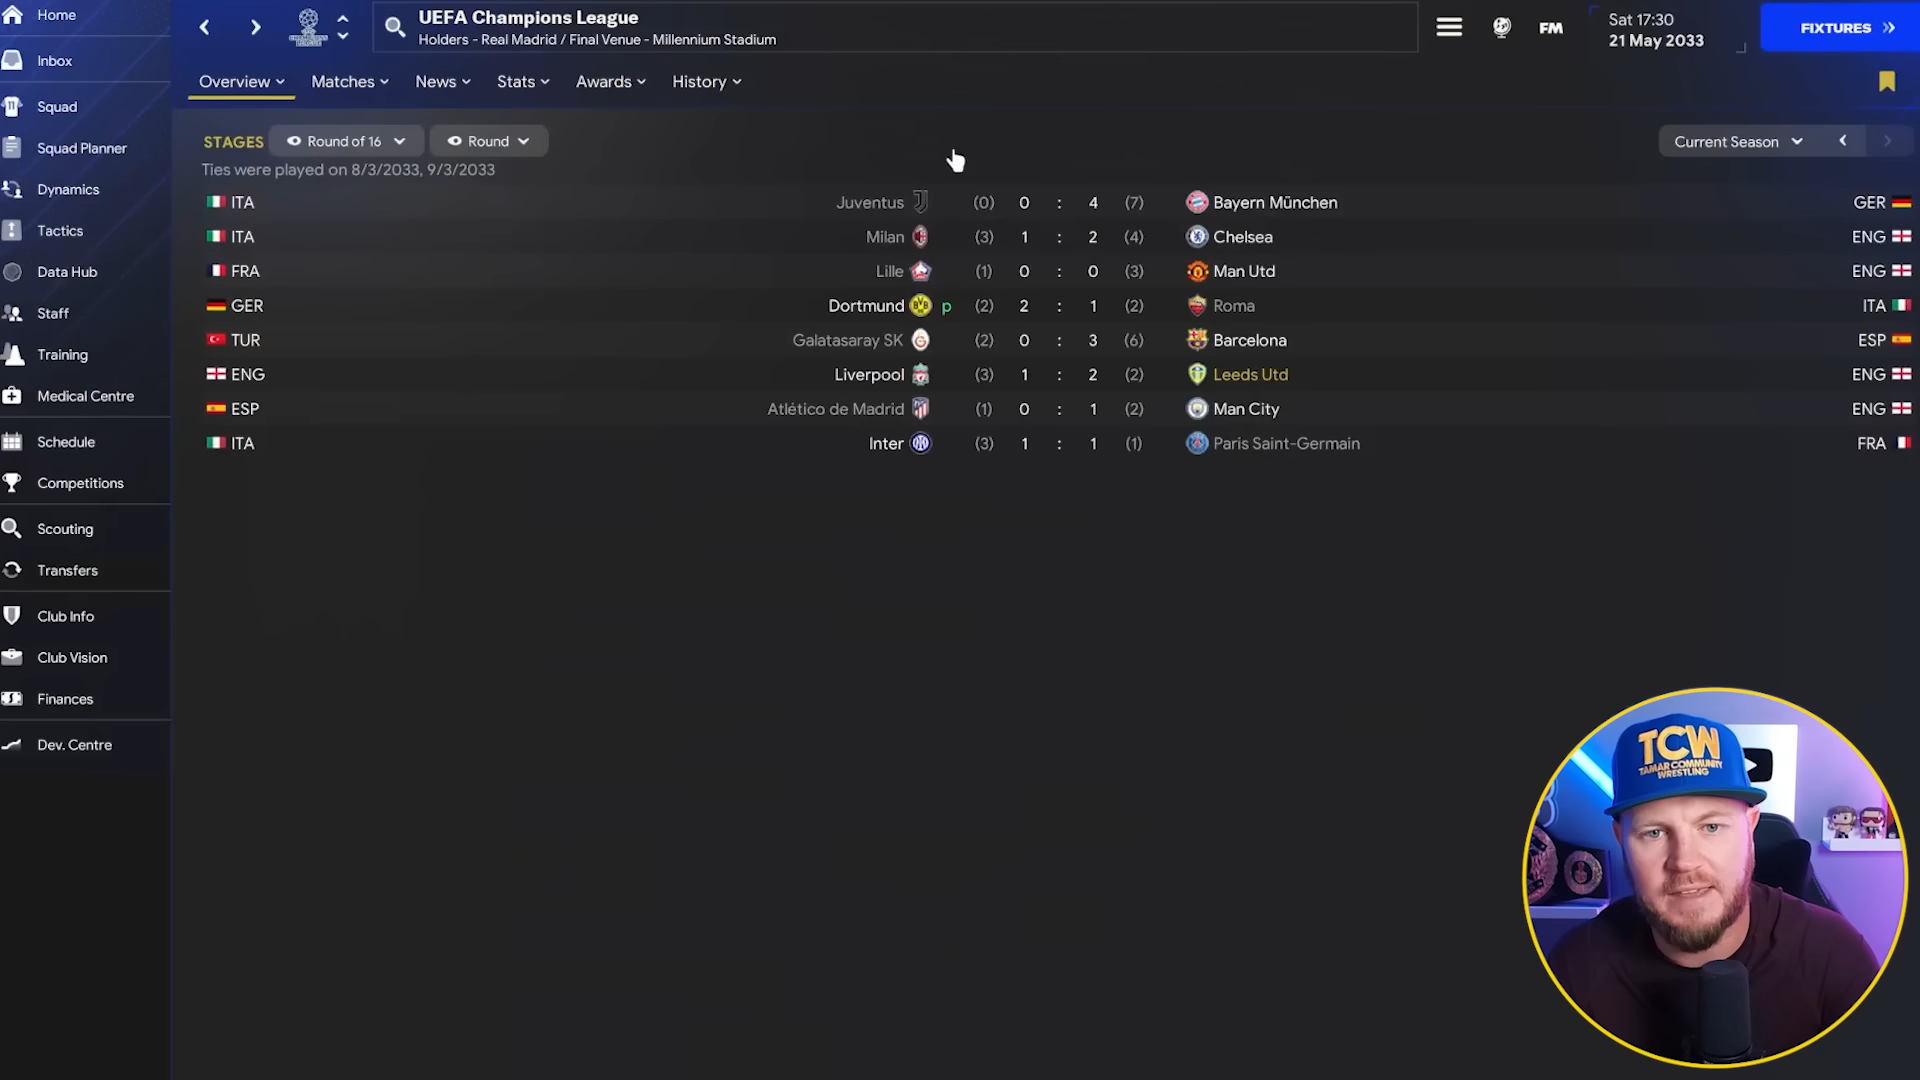 Home
Inbox
Squad
Squad Planner
Dynamics
Tactics
Data Hub
Staff
Training
Medical Centre
Schedule
Competitions
Scouting
Transfers
Club Info
Club Vision
Finances
Dev. Centre
UEFA Champions League
Holders - Real Madrid / Final Venue - Millennium Stadium
FM
Sat 17:30
21 May 2033
FIXTURES
Overview Matches News Stats Awards History
STAGES Round of 16 Round Current Season
Ties were played on 8/3/2033, 9/3/2033
ITA Juventus (0) 0 : 4 (7) Bayern München GER
ITA Milan (3) 1 : 2 (4) Chelsea ENG
FRA Lille (1) 0 : 0 (3) Man Utd ENG
GER Dortmund p (2) 2 : 1 (2) Roma ITA
TUR Galatasaray SK (2) 0 : 3 (6) Barcelona ESP
ENG Liverpool (3) 1 : 2 (2) Leeds Utd ENG
ESP Atlético de Madrid (1) 0 : 1 (2) Man City ENG
ITA Inter (3) 1 : 1 (1) Paris Saint-Germain FRA
TCW
TAMAR COMMUNITY
WRESTLING